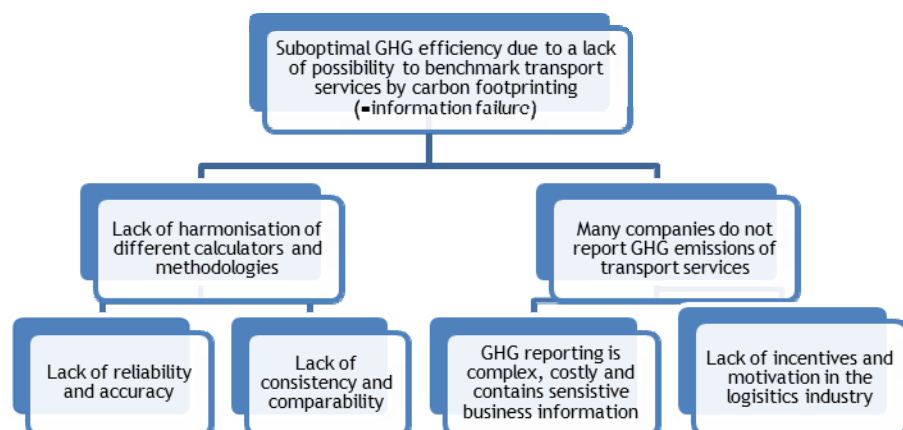 Suboptimal GHG efficiency due to a lack
of possibility to benchmark transport
services by carbon footprinting
(=information failure)
Lack of harmonisation of
different calculators and
methodologies
Many companies do not
report GHG emissions of
transport services
Lack of reliability
and accuracy
Lack of
consistency and
comparability
GHG reporting is
complex, costly and
contains sensistive
business information
Lack of incentives and
motivation in the
logisitics industry